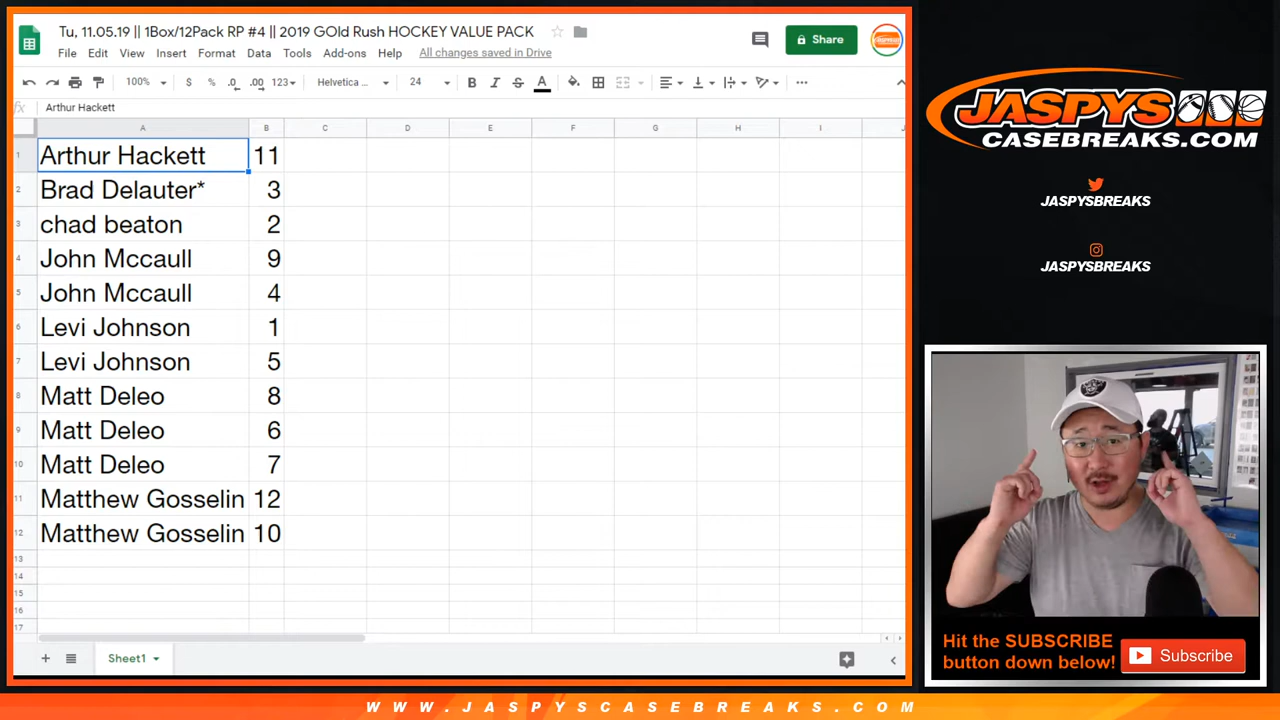 Tu, 11.05.19 || 1Box/12Pack RP #4 || 2019 GOld Rush HOCKEY VALUE PACK
File Edit View Insert Format Data Tools Add-ons Help All changes saved in Drive
Share
100% $ % .0 .00 123 Helvetica ... 24 B I S A
fx Arthur Hackett
A B C D E F G H I J
1 Arthur Hackett 11
2 Brad Delauter* 3
3 chad beaton 2
4 John Mccaull 9
5 John Mccaull 4
6 Levi Johnson 1
7 Levi Johnson 5
8 Matt Deleo 8
9 Matt Deleo 6
10 Matt Deleo 7
11 Matthew Gosselin 12
12 Matthew Gosselin 10
13
14
15
16
17
Sheet1
JASPYS
CASEBREAKS.COM
JASPYSBREAKS
JASPYSBREAKS
Hit the SUBSCRIBE
button down below!
Subscribe
WWW.JASPYSCASEBREAKS.COM